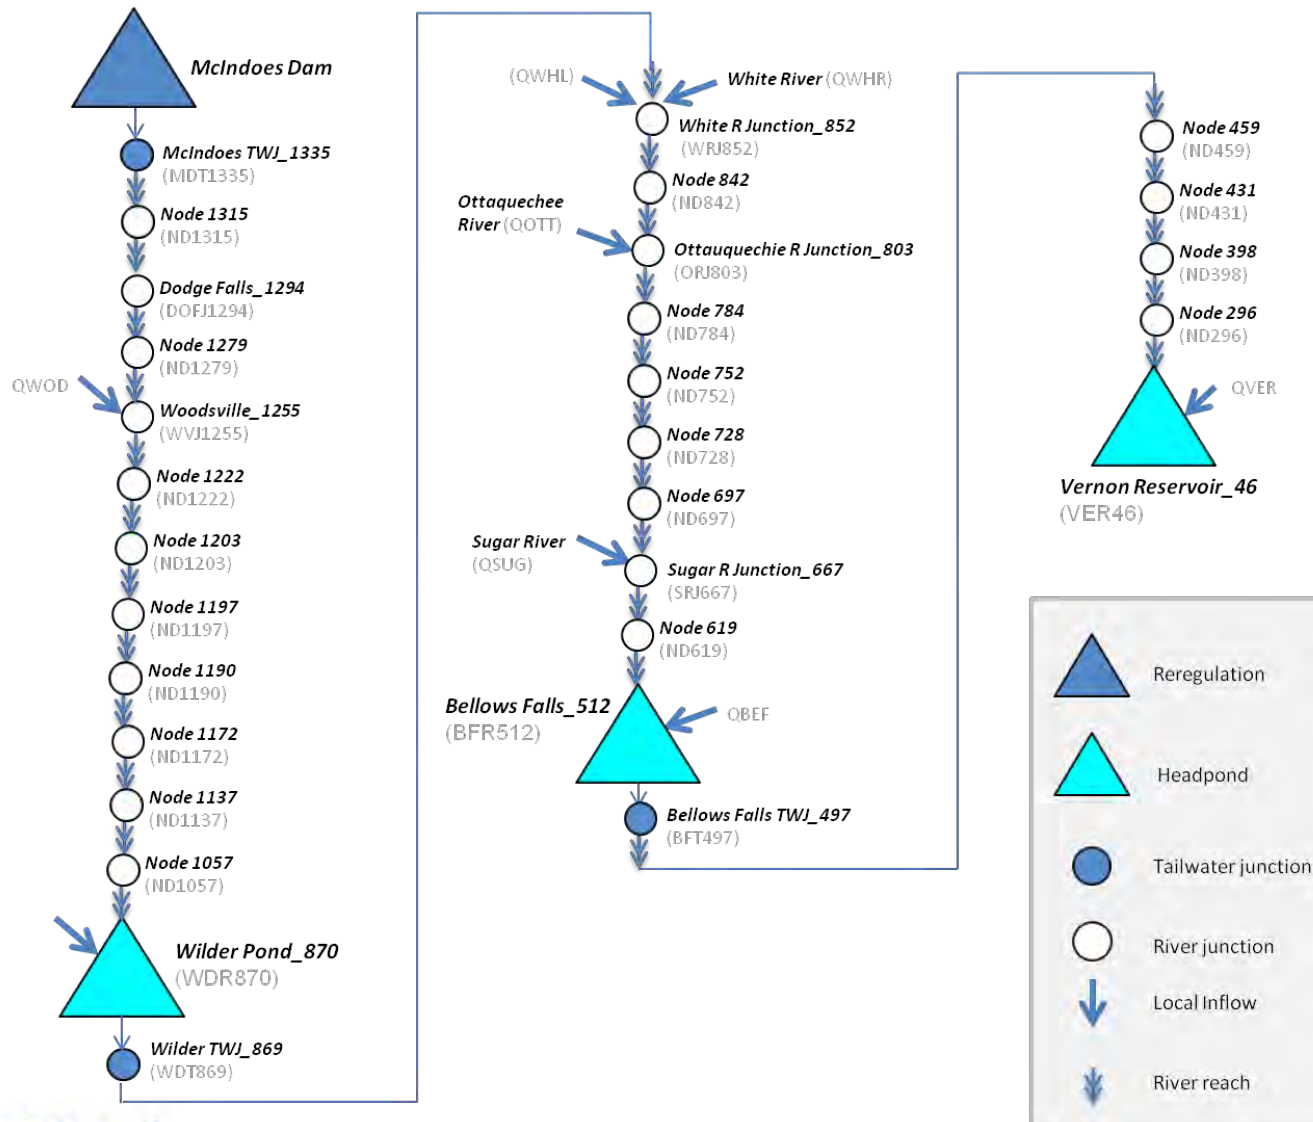 McIndoes Dam
McIndoes TWJ_1335
(MDT1335)
Node 1315
(ND1315)
Dodge Falls_1294
(DOFJ1294)
Node 1279
(ND1279)
QWOD
Woodsville_1255
(WVJ1255)
Node 1222
(ND1222)
Node 1203
(ND1203)
Node 1197
(ND1197)
Node 1190
(ND1190)
Node 1172
(ND1172)
Node 1137
(ND1137)
Node 1057
(ND1057)
Wilder Pond_870
(WDR870)
Wilder TWJ_869
(WDT869)
(QWHL)
White River (QWHR)
White R Junction_852
(WRJ852)
Node 842
(ND842)
Ottaquechee
River (QOTT)
Ottauquechie R Junction_803
(ORJ803)
Node 784
(ND784)
Node 752
(ND752)
Node 728
(ND728)
Node 697
(ND697)
Sugar River
(QSUG)
Sugar R Junction_667
(SRJ667)
Node 619
(ND619)
Bellows Falls_512
(BFR512)
QBEF
Bellows Falls TWJ_497
(BFT497)
Node 459
(ND459)
Node 431
(ND431)
Node 398
(ND398)
Node 296
(ND296)
QVER
Vernon Reservoir_46
(VER46)
Reregulation
Headpond
Tailwater junction
River junction
Local Inflow
River reach